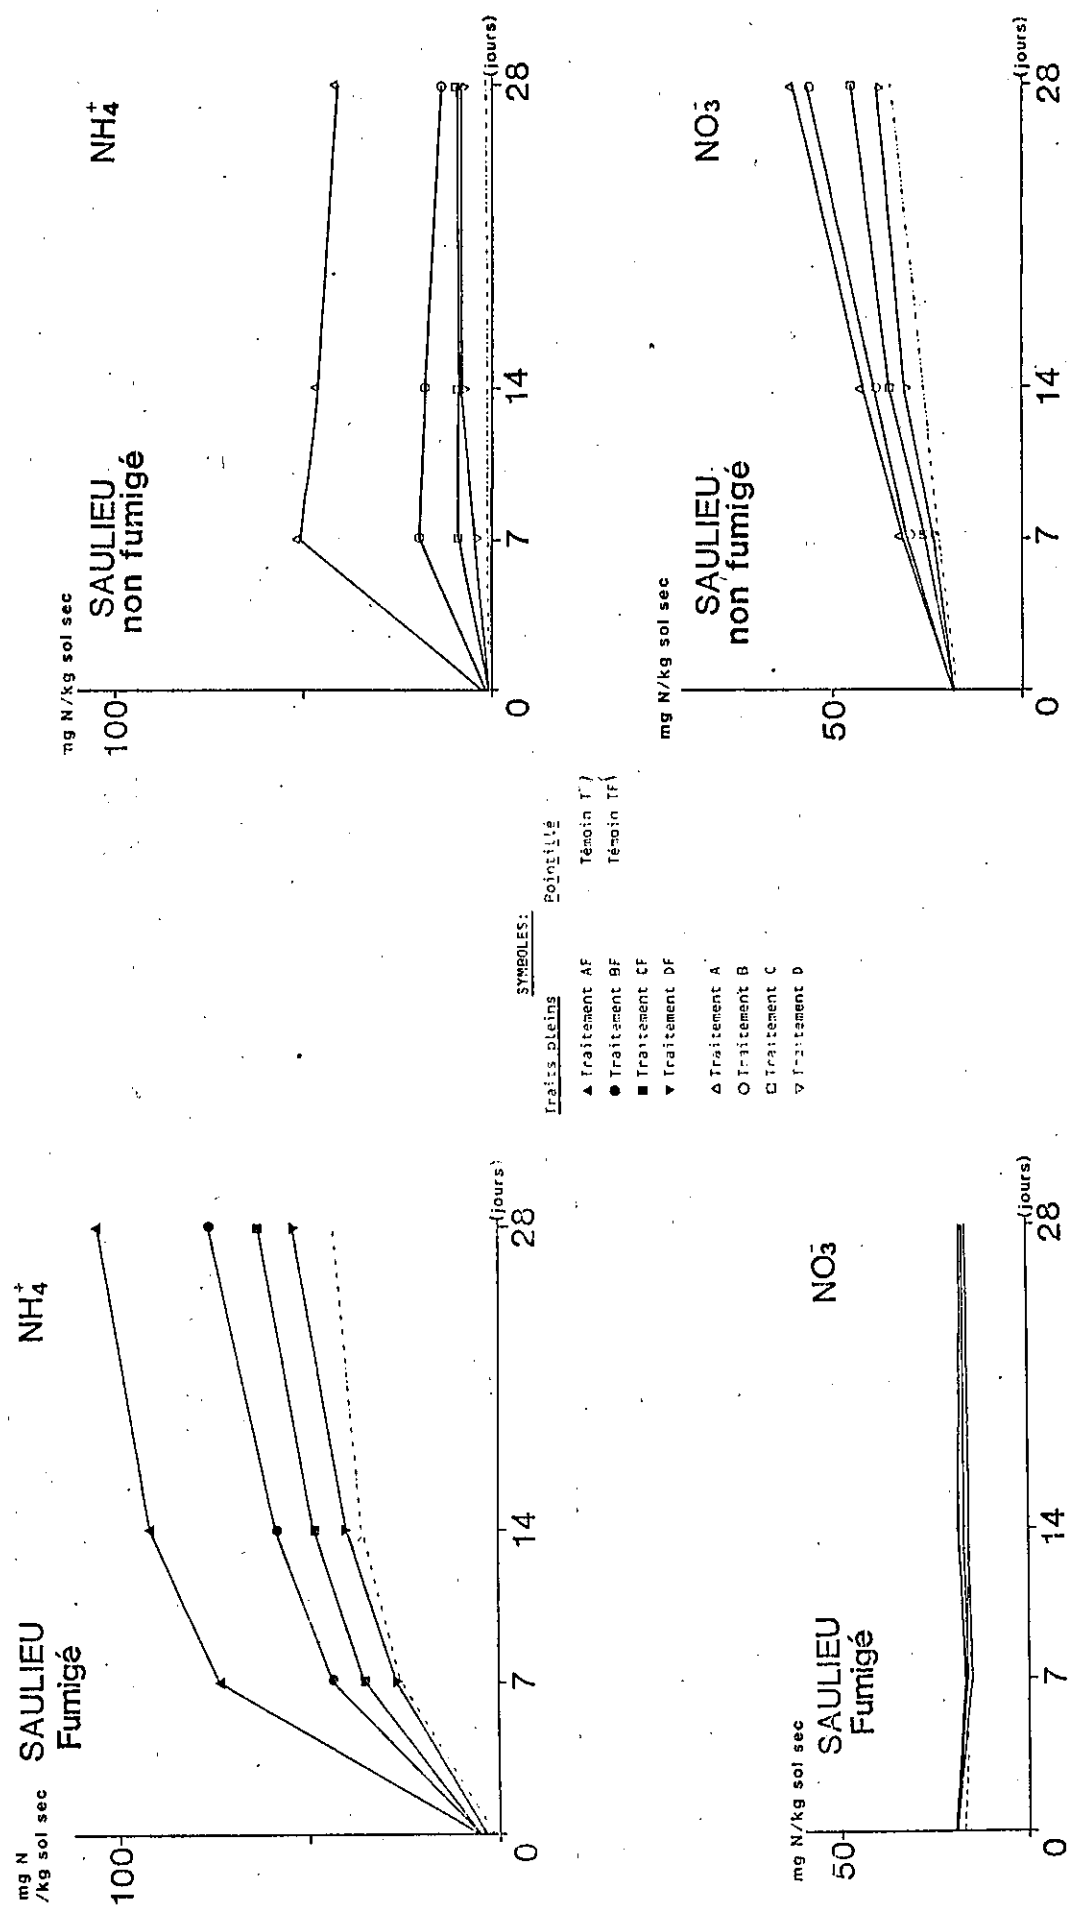 mg N
/kg sol sec
SAULIEU
Fumigé
NH₄⁺
100
0
7
14
28
(jours)
mg N/kg sol sec
SAULIEU
Fumigé
NO₃⁻
50
0
7
14
28
(jours)
SYMBOLES:
Traits pleins
Pointillé
▲ Traitement AF
Témoin T
● Traitement BF
Témoin TF
■ Traitement CF
▼ Traitement DF
△ Traitement A
○ Traitement B
□ Traitement C
▽ Traitement D
mg N/kg sol sec
SAULIEU
non fumigé
NH₄⁺
100
0
7
14
28
(jours)
mg N/kg sol sec
SAULIEU
non fumigé
NO₃⁻
50
0
7
14
28
(jours)